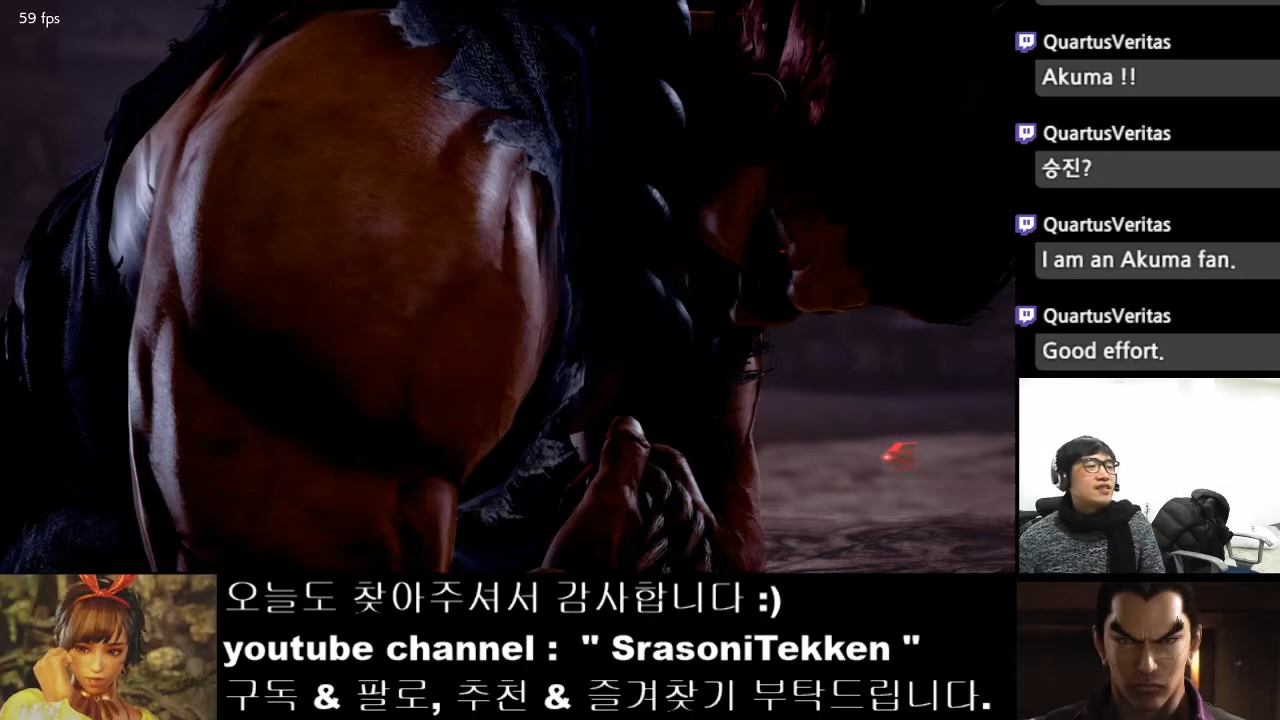 59 fps
QuartusVeritas
Akuma !!
QuartusVeritas
승진?
QuartusVeritas
I am an Akuma fan.
QuartusVeritas
Good effort.
오늘도 찾아주셔서 감사합니다 :)
youtube channel : " SrasoniTekken "
구독 & 팔로, 추천 & 즐겨찾기 부탁드립니다.